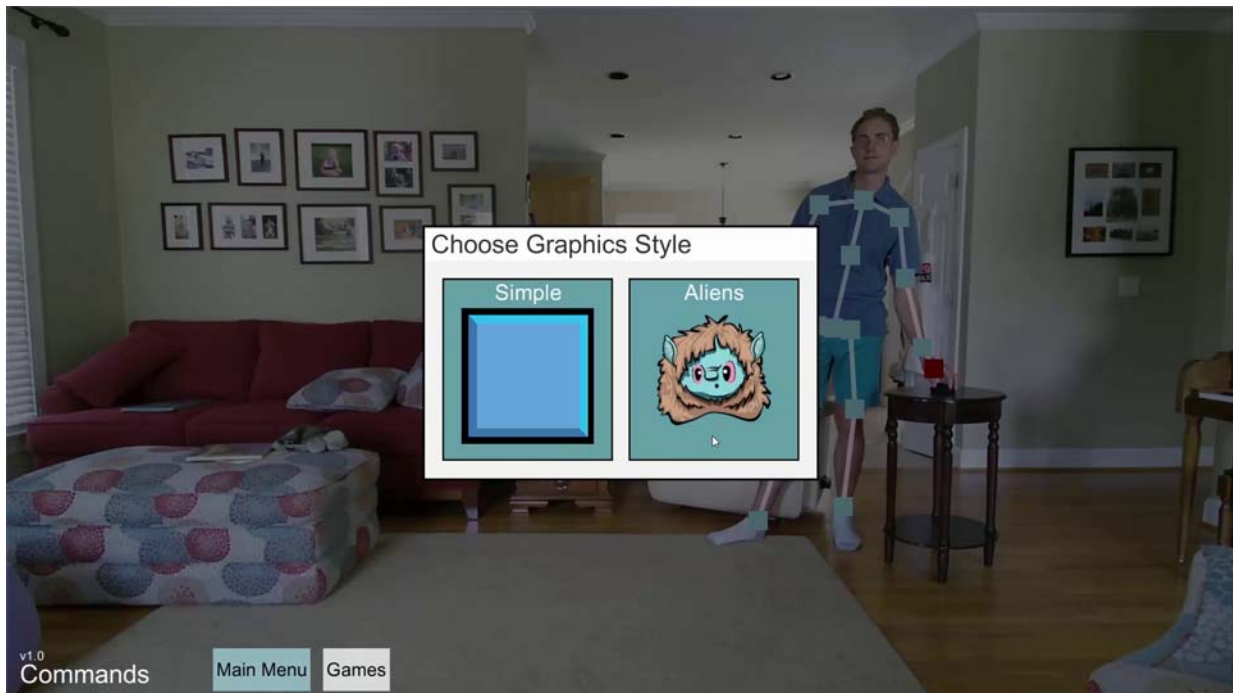 Choose Graphics Style
Simple
Aliens
v1.0
Commands
Main Menu
Games